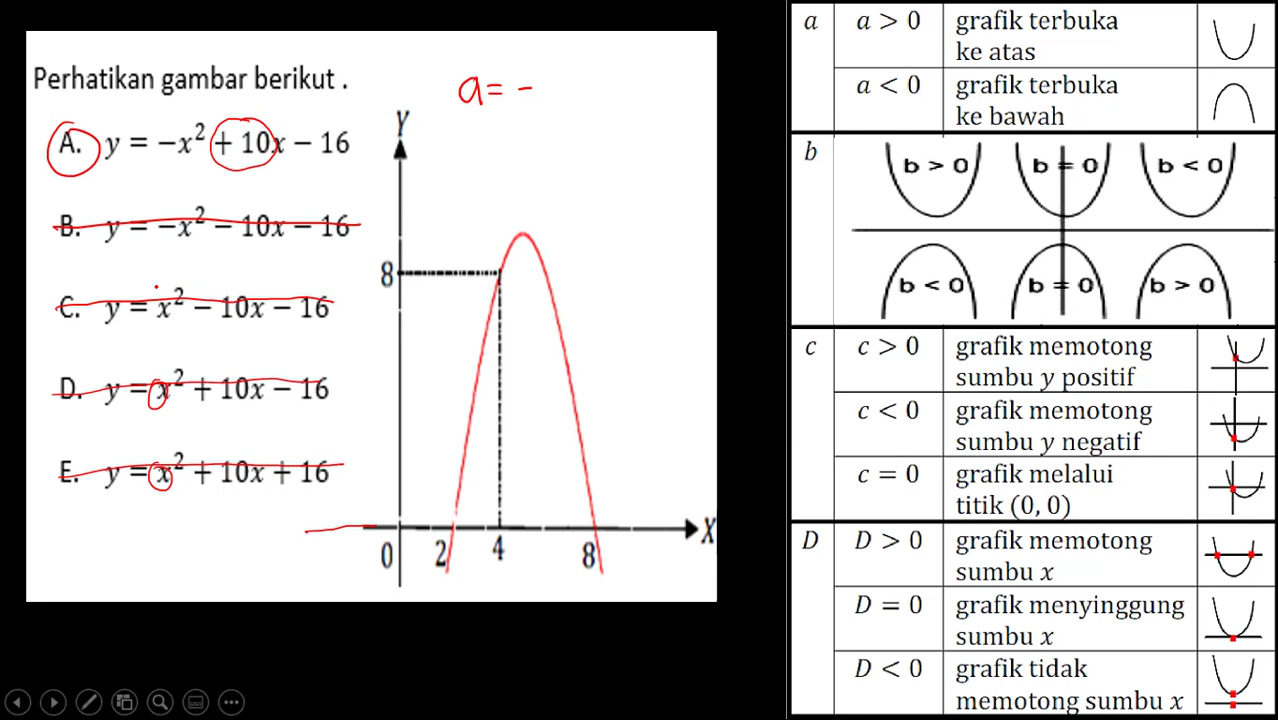 Perhatikan gambar berikut .
a = -
A. y = −x² + 10x − 16
B. y = −x² − 10x − 16
C. y = x² − 10x − 16
D. y = x² + 10x − 16
E. y = x² + 10x + 16
Y
8
0 2 4 8 X
a a > 0 grafik terbuka
ke atas
a < 0 grafik terbuka
ke bawah
b b > 0 b = 0 b < 0
b < 0 b = 0 b > 0
c c > 0 grafik memotong
sumbu y positif
c < 0 grafik memotong
sumbu y negatif
c = 0 grafik melalui
titik (0, 0)
D D > 0 grafik memotong
sumbu x
D = 0 grafik menyinggung
sumbu x
D < 0 grafik tidak
memotong sumbu x